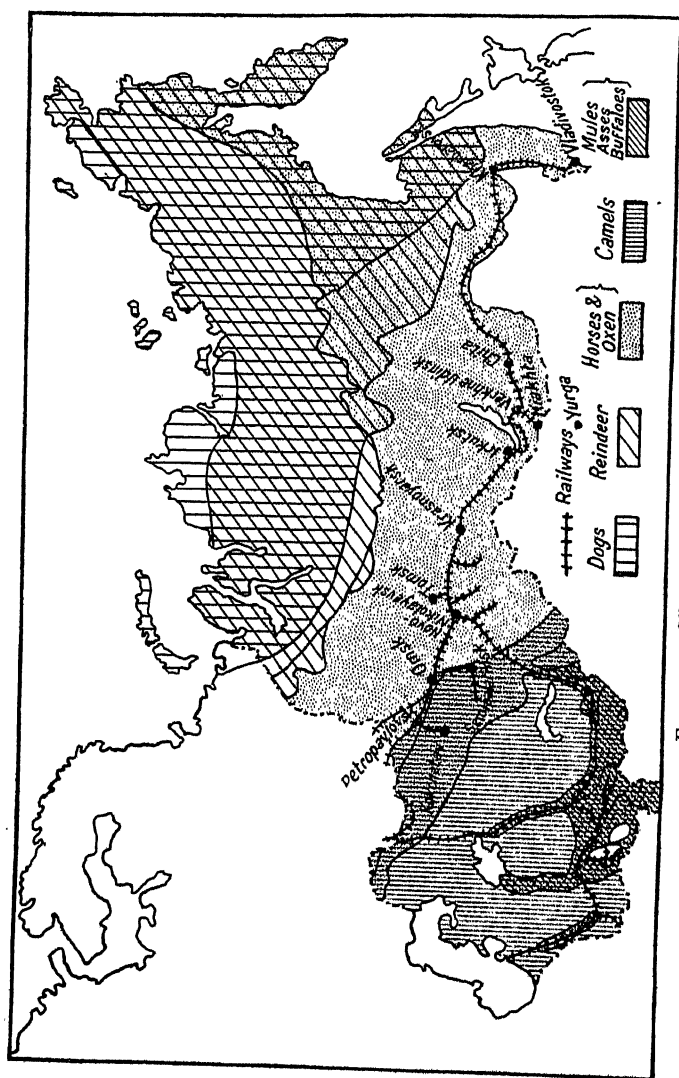 Petropavlovsk
Omsk
Novo
Nikolayevsk
Tomsk
Krasnoyarsk
Irkutsk
Verkhne Udinsk
Chita
Kiakhta
Vladivostok
Railways
Yurga
Dogs
Reindeer
Horses &
Oxen
Camels
Mules
Asses
Buffaloes